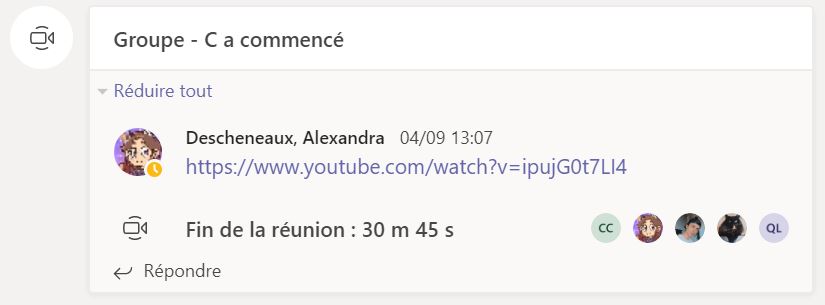 Groupe - C a commencé
Réduire tout
Descheneaux, Alexandra 04/09 13:07
https://www.youtube.com/watch?v=ipujG0t7LI4
Fin de la réunion : 30 m 45 s CC QL
Répondre